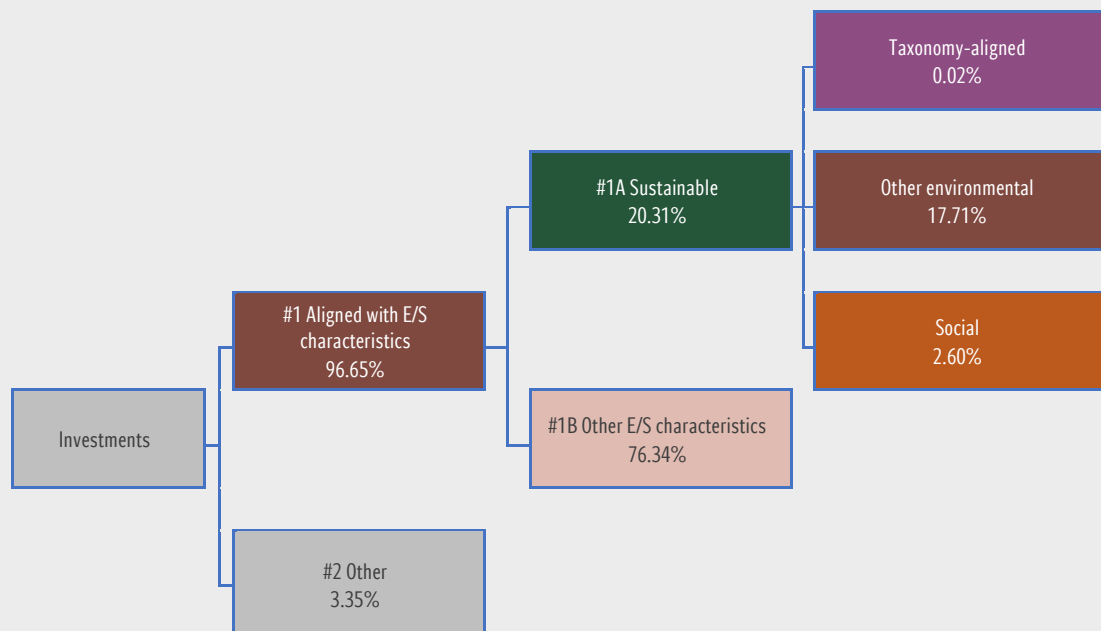 Taxonomy-aligned
0.02%
#1A Sustainable
20.31%
Other environmental
17.71%
#1 Aligned with E/S
characteristics
96.65%
Social
2.60%
Investments
#1B Other E/S characteristics
76.34%
#2 Other
3.35%